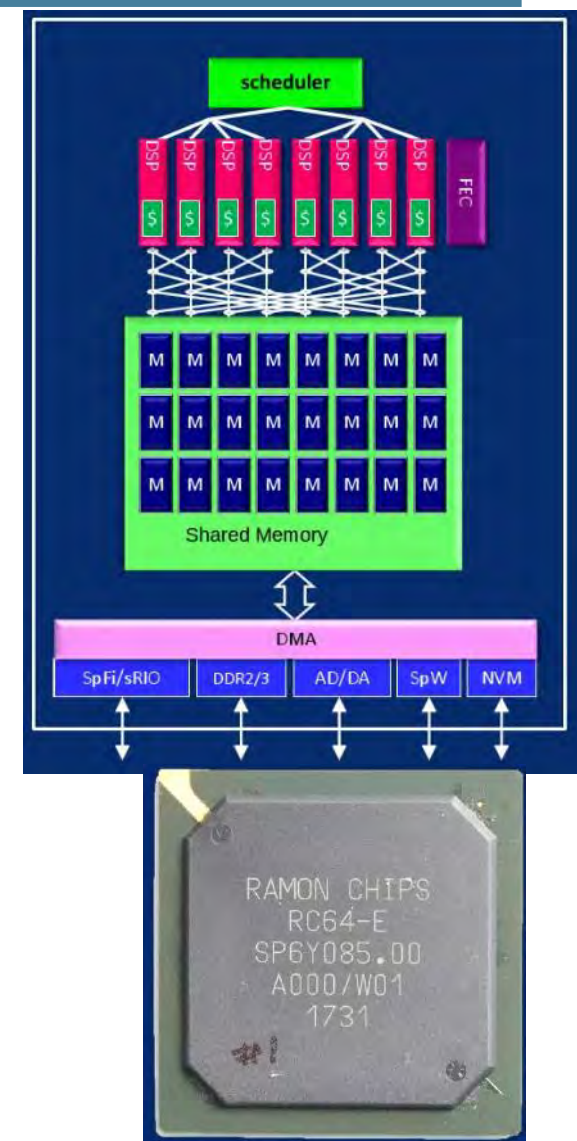 scheduler
DSP DSP DSP DSP DSP DSP DSP DSP FEC
$ $ $ $ $ $ $ $
M M M M M M M M
M M M M M M M M
M M M M M M M M
Shared Memory
DMA
SpFi/sRIO DDR2/3 AD/DA SpW NVM
RAMON CHIPS
RC64-E
SP6Y085.00
A000/W01
1731
#1